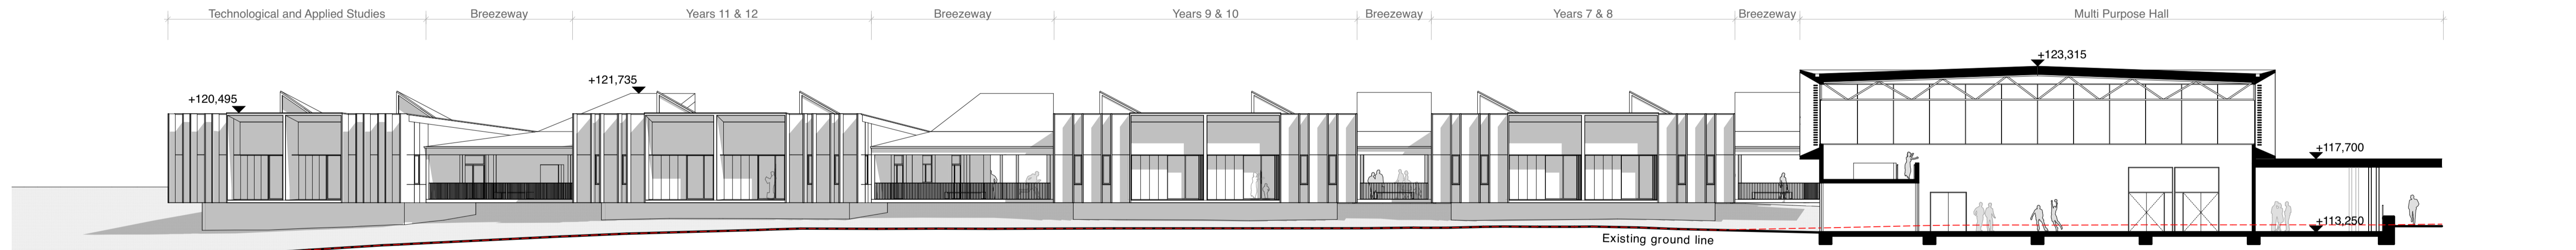 Technological and Applied Studies
Breezeway
Years 11 & 12
Breezeway
Years 9 & 10
Breezeway
Years 7 & 8
Breezeway
Multi Purpose Hall
+123,315
+121,735
+120,495
+117,700
+113,250
Existing ground line